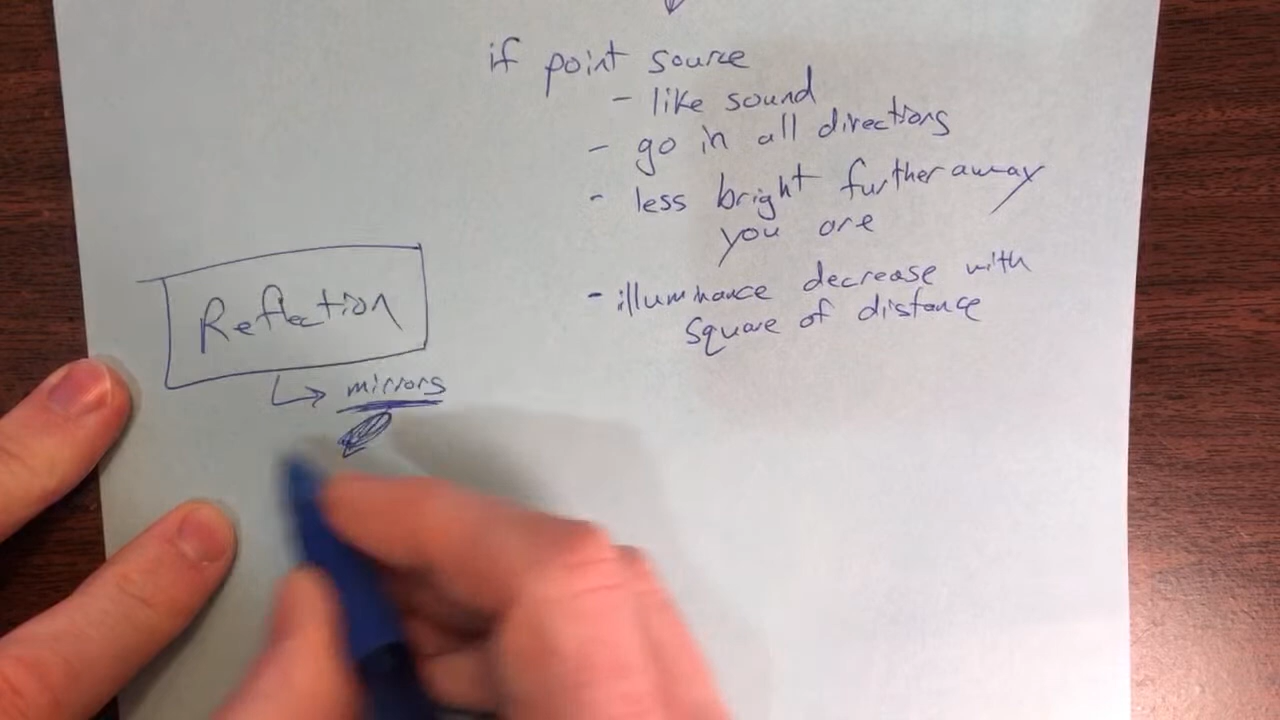 if point source
- like sound
- go in all directions
- less bright further away
you are
- illuminance decrease with
square of distance
Reflection
mirrors